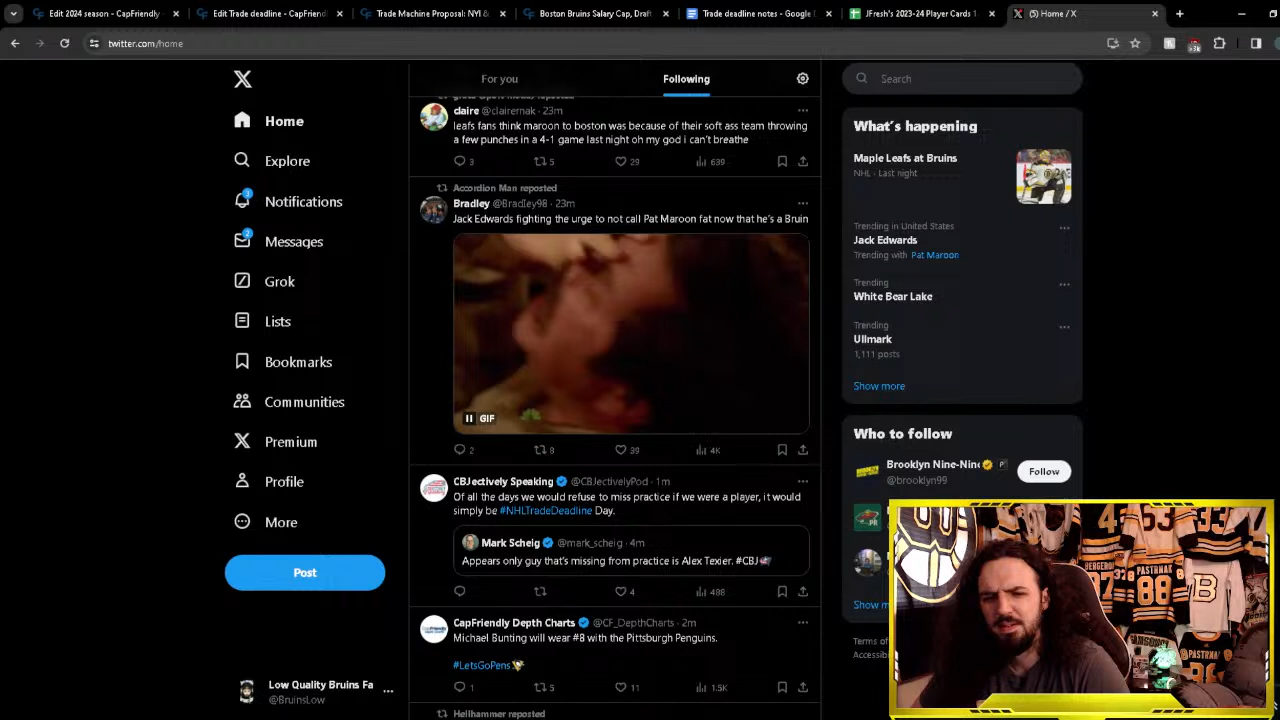 Edit 2024 season - CapFriendly
Edit Trade deadline - CapFriendl
Trade Machine Proposal: NYI &
Boston Bruins Salary Cap, Draft
Trade deadline notes - Google D
JFresh's 2023-24 Player Cards 1
(5) Home / X
twitter.com/home
Home
Explore
Notifications
Messages
Grok
Lists
Bookmarks
Communities
Premium
Profile
More
Post
Low Quality Bruins Fa
@BruinsLow
For you
Following
claire @clairemak · 23m
leafs fans think maroon to boston was because of their soft ass team throwing
a few punches in a 4-1 game last night oh my god i can't breathe
3 5 29 639
Accordion Man reposted
Bradley @Bradley98 · 23m
Jack Edwards fighting the urge to not call Pat Maroon fat now that he's a Bruin
GIF
2 8 39 4K
CBJectively Speaking @CBJectivelyPod · 1m
Of all the days we would refuse to miss practice if we were a player, it would
simply be #NHLTradeDeadline Day.
Mark Scheig @mark_scheig · 4m
Appears only guy that's missing from practice is Alex Texier. #CBJ
4 488
CapFriendly Depth Charts @CF_DepthCharts · 2m
Michael Bunting will wear #8 with the Pittsburgh Penguins.
#LetsGoPens
1 5 11 1.5K
Hellhammer reposted
Search
What's happening
Maple Leafs at Bruins
NHL · Last night
Trending in United States
Jack Edwards
Trending with Pat Maroon
Trending
White Bear Lake
Trending
Ullmark
1,111 posts
Show more
Who to follow
Brooklyn Nine-Nine
@brooklyn99
Follow
Show m
Terms of
Accessib
PASTRNAK
88